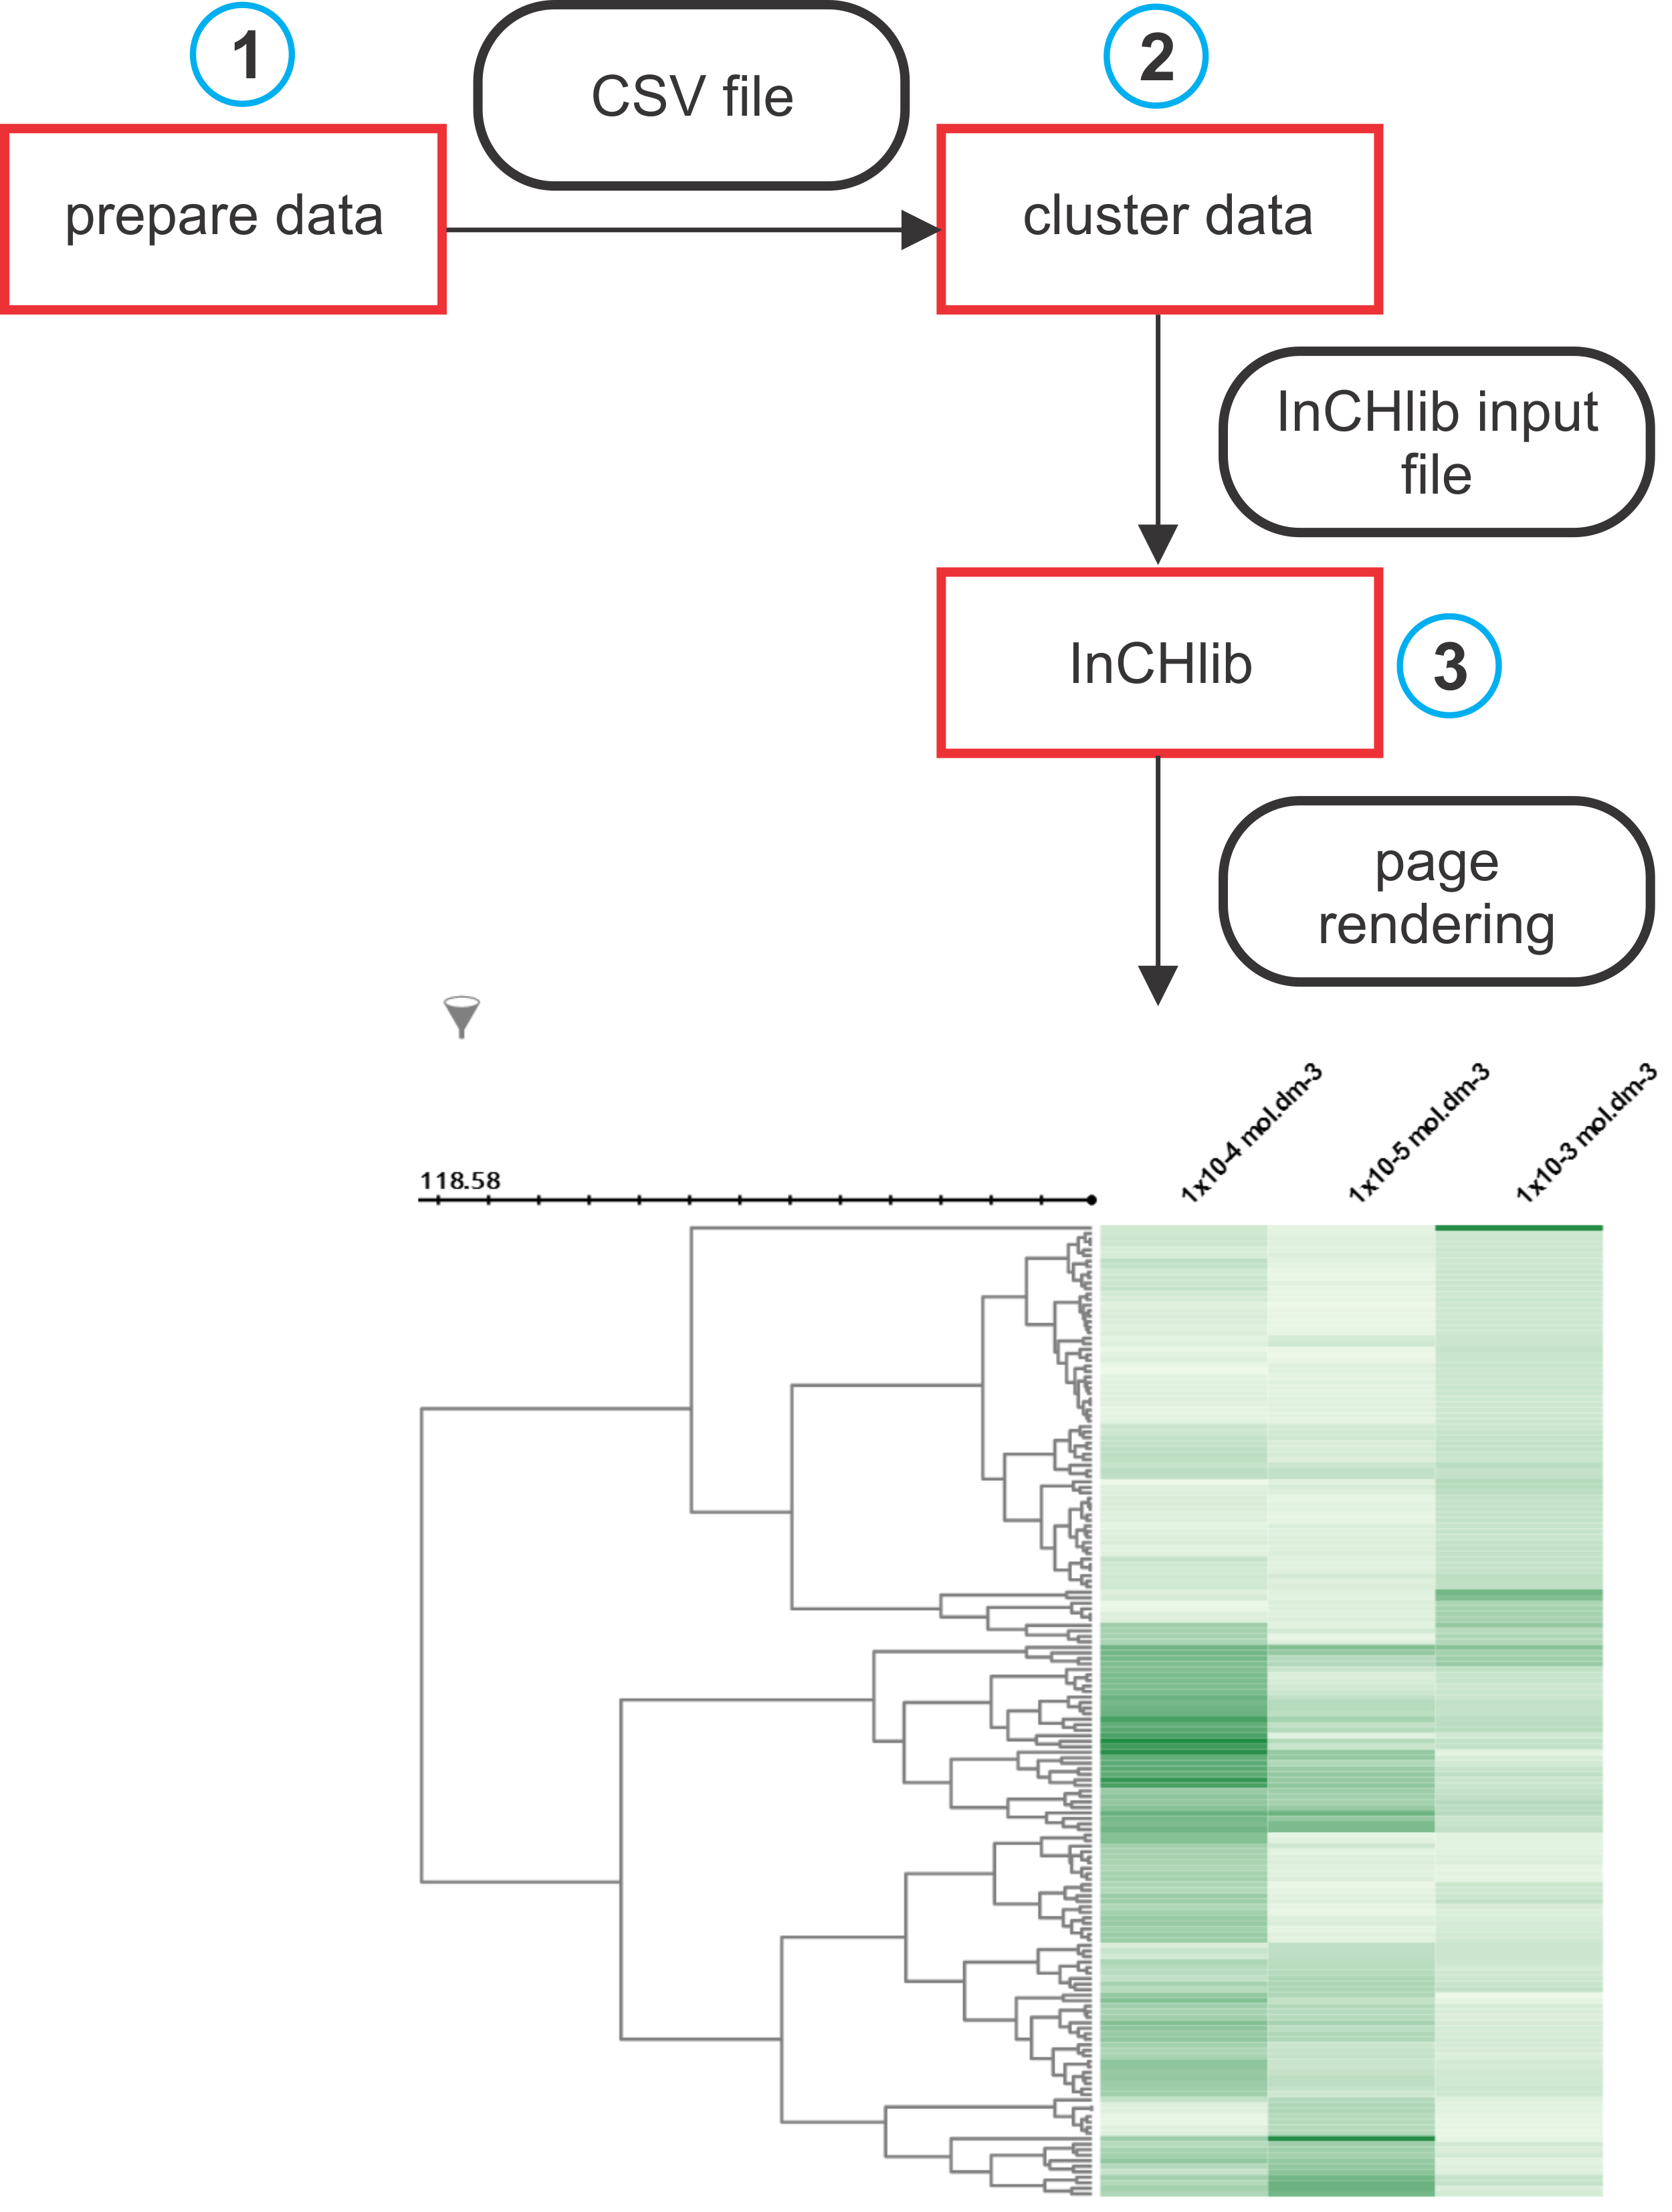 1
CSV file
2
prepare data
cluster data
InCHlib input
file
InCHlib
3
page
rendering
118.58
1x10-4 mol.dm-3
1x10-5 mol.dm-3
1x10-3 mol.dm-3